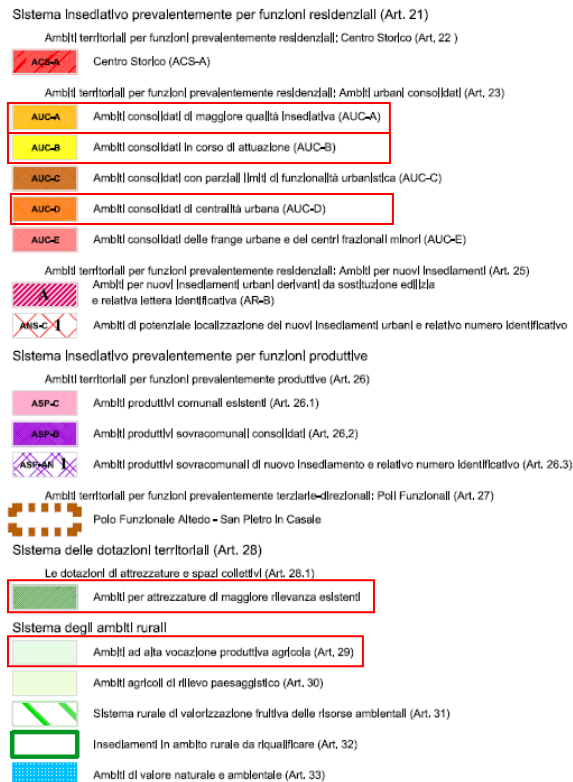 Sistema insediativo prevalentemente per funzioni residenziali (Art. 21)
Ambiti territoriali per funzioni prevalentemente residenziali: Centro Storico (Art. 22 )
ACS-A Centro Storico (ACS-A)
Ambiti territoriali per funzioni prevalentemente residenziali: Ambiti urbani consolidati (Art. 23)
AUC-A Ambiti consolidati di maggiore qualità insediativa (AUC-A)
AUC-B Ambiti consolidati in corso di attuazione (AUC-B)
AUC-C Ambiti consolidati con parziali limiti di funzionalità urbanistica (AUC-C)
AUC-D Ambiti consolidati di centralità urbana (AUC-D)
AUC-E Ambiti consolidati delle frange urbane e dei centri frazionali minori (AUC-E)
Ambiti territoriali per funzioni prevalentemente residenziali: Ambiti per nuovi insediamenti (Art. 25)
A Ambiti per nuovi insediamenti urbani derivanti da sostituzione edilizia
e relativa lettera identificativa (AR-B)
ANS-C 1 Ambiti di potenziale localizzazione dei nuovi insediamenti urbani e relativo numero identificativo
Sistema insediativo prevalentemente per funzioni produttive
Ambiti territoriali per funzioni prevalentemente produttive (Art. 26)
ASP-C Ambiti produttivi comunali esistenti (Art. 26.1)
ASP-B Ambiti produttivi sovracomunali consolidati (Art. 26.2)
ASP-AN 1 Ambiti produttivi sovracomunali di nuovo insediamento e relativo numero identificativo (Art. 26.3)
Ambiti territoriali per funzioni prevalentemente terziarie-direzionali: Poli Funzionali (Art. 27)
Polo Funzionale Altedo - San Pietro in Casale
Sistema delle dotazioni territoriali (Art. 28)
Le dotazioni di attrezzature e spazi collettivi (Art. 28.1)
Ambiti per attrezzature di maggiore rilevanza esistenti
Sistema degli ambiti rurali
Ambiti ad alta vocazione produttiva agricola (Art. 29)
Ambiti agricoli di rilievo paesaggistico (Art. 30)
Sistema rurale di valorizzazione fruitiva delle risorse ambientali (Art. 31)
Insediamenti in ambito rurale da riqualificare (Art. 32)
Ambiti di valore naturale e ambientale (Art. 33)